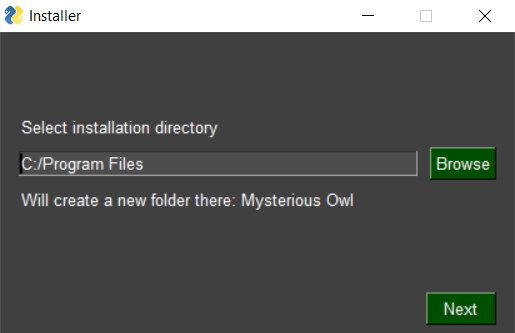 Installer
Select installation directory
C:/Program Files
Browse
Will create a new folder there: Mysterious Owl
Next